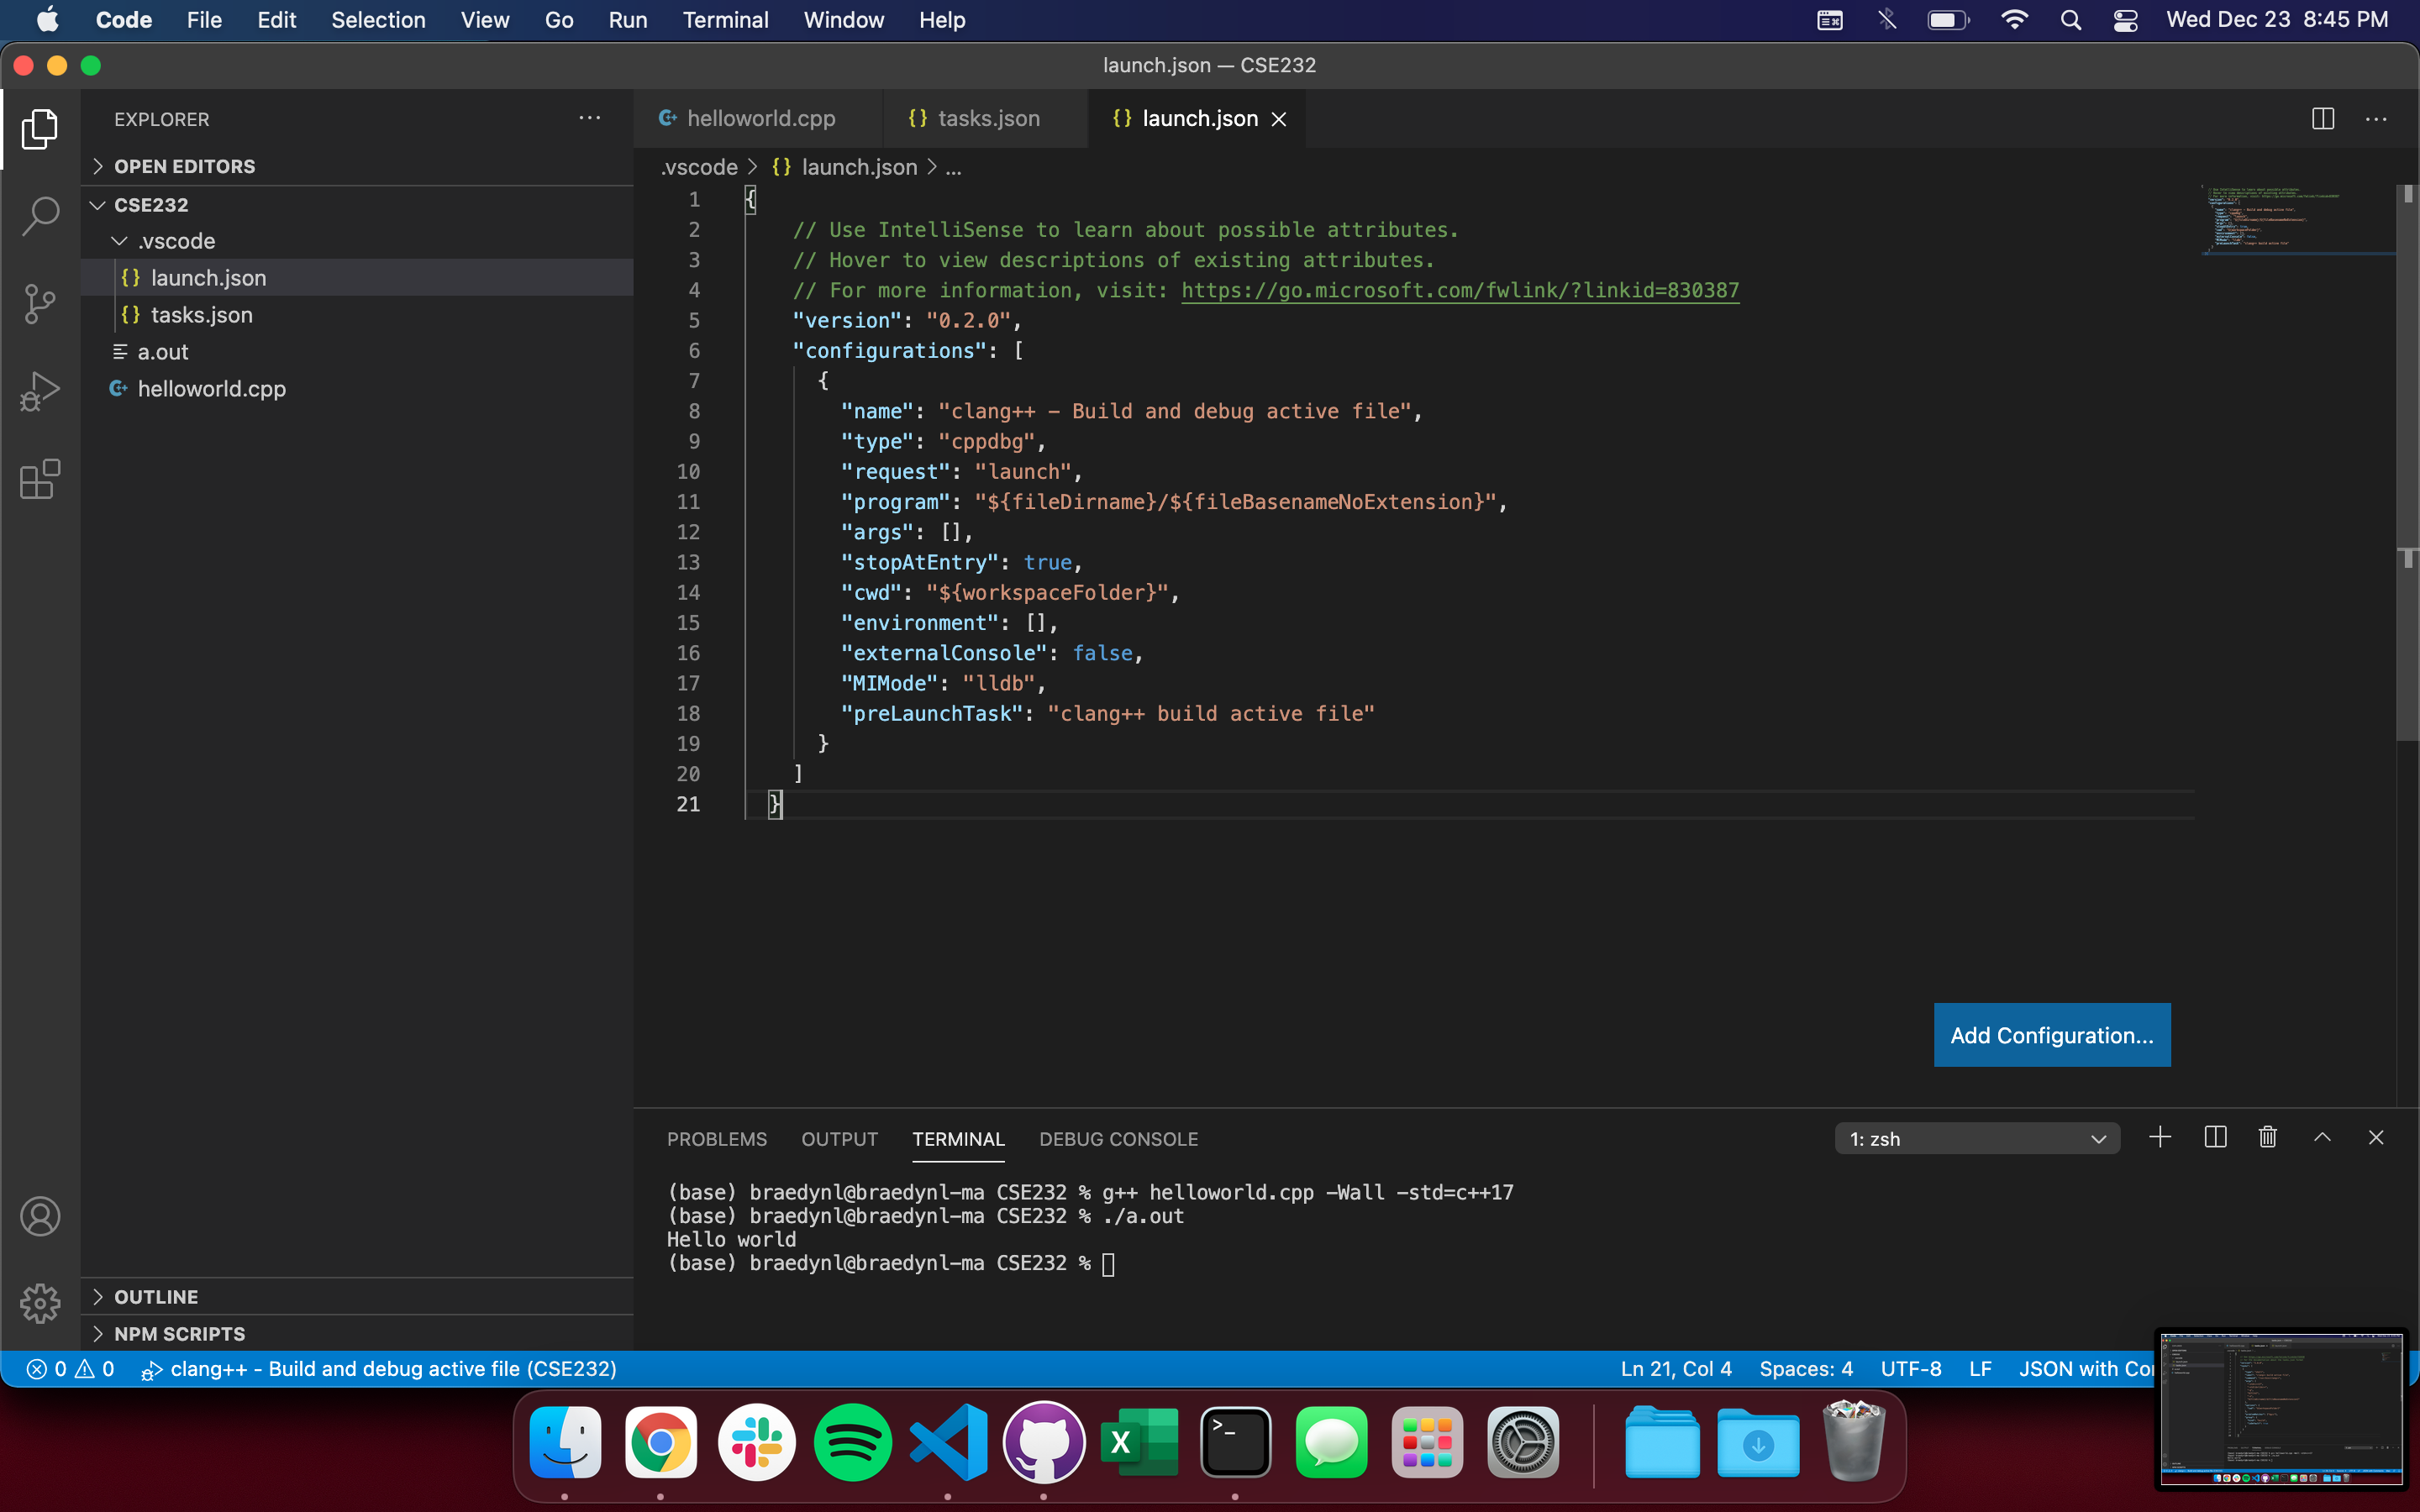 Code File Edit Selection View Go Run Terminal Window Help Wed Dec 23 8:45 PM
launch.json — CSE232
EXPLORER
OPEN EDITORS
CSE232
.vscode
launch.json
tasks.json
a.out
helloworld.cpp
OUTLINE
NPM SCRIPTS
helloworld.cpp tasks.json launch.json
.vscode > {} launch.json > ...
1 {
2 // Use IntelliSense to learn about possible attributes.
3 // Hover to view descriptions of existing attributes.
4 // For more information, visit: https://go.microsoft.com/fwlink/?linkid=830387
5 "version": "0.2.0",
6 "configurations": [
7 {
8 "name": "clang++ - Build and debug active file",
9 "type": "cppdbg",
10 "request": "launch",
11 "program": "${fileDirname}/${fileBasenameNoExtension}",
12 "args": [],
13 "stopAtEntry": true,
14 "cwd": "${workspaceFolder}",
15 "environment": [],
16 "externalConsole": false,
17 "MIMode": "lldb",
18 "preLaunchTask": "clang++ build active file"
19 }
20 ]
21 }
Add Configuration...
PROBLEMS OUTPUT TERMINAL DEBUG CONSOLE 1: zsh
(base) braedynl@braedynl-ma CSE232 % g++ helloworld.cpp -Wall -std=c++17
(base) braedynl@braedynl-ma CSE232 % ./a.out
Hello world
(base) braedynl@braedynl-ma CSE232 %
0 0 clang++ - Build and debug active file (CSE232) Ln 21, Col 4 Spaces: 4 UTF-8 LF JSON with